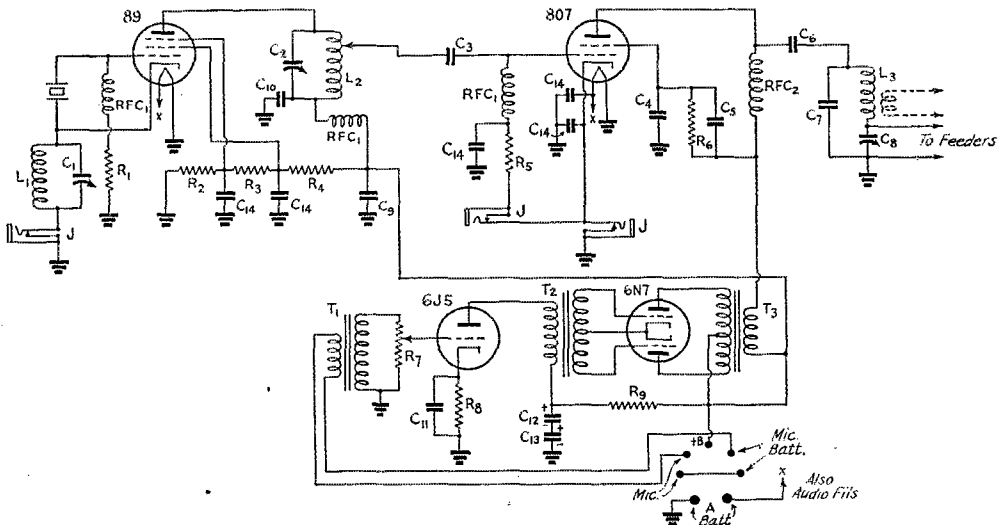 89
807
C₂
L₂
C₃
C₆
RFC₁
C₁₀
RFC₁
RFC₁
C₁₄
C₁₄
C₄
R₆
C₅
RFC₂
C₇
L₃
C₈
To Feeders
L₁
C₁
R₁
x
R₂
R₃
R₄
C₁₄
C₁₄
C₉
C₁₄
R₅
x
J
J
J
T₁
R₇
6J5
T₂
6N7
T₃
C₁₁
R₈
C₁₂
+
-
C₁₃
+
-
R₉
+B
Mic.
Batt.
Mic.
x
Also
Audio Fils
A
Batt